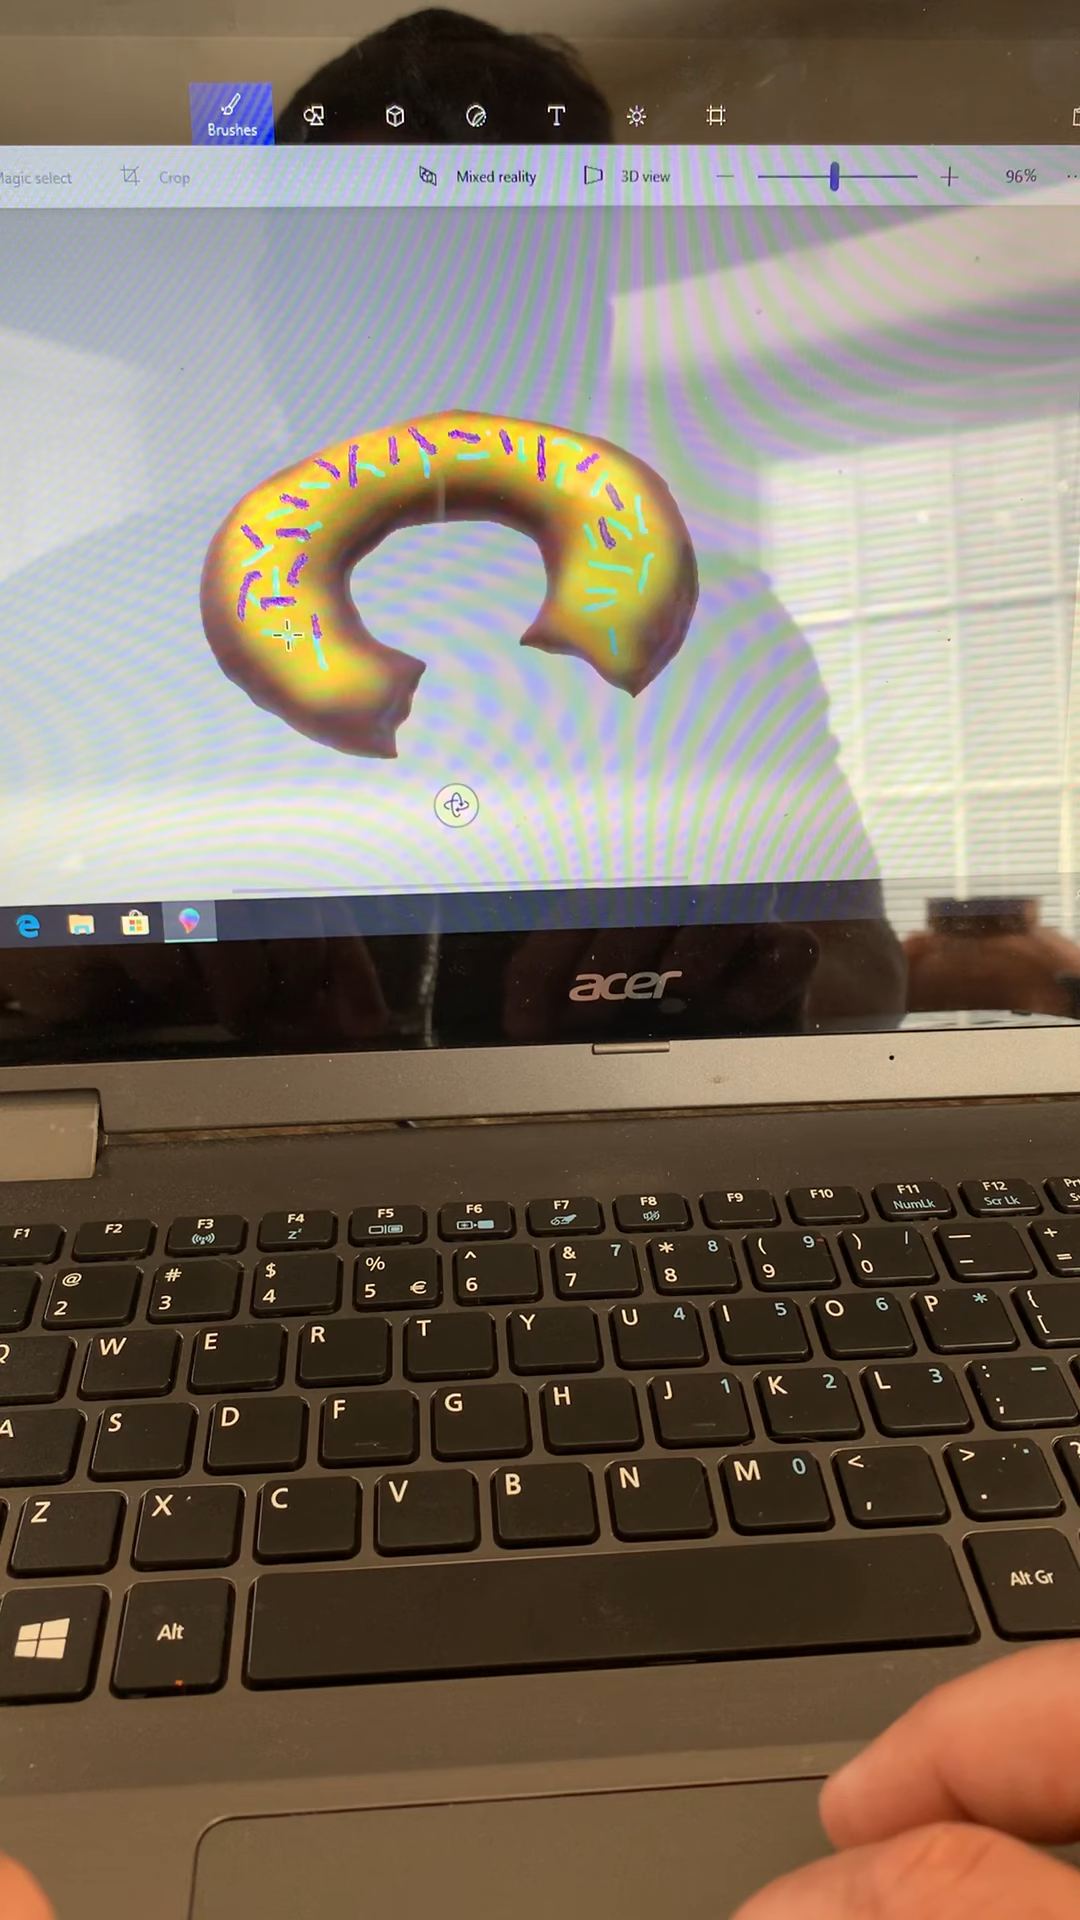 Brushes
T
Magic select
Crop
Mixed reality
3D view
96%
acer
F1
F2
F3
F4
F5
F6
F7
F8
F9
F10
F11
F12
NumLk
Scr Lk
z
@ 2
# 3
$ 4
% 5 €
^ 6
& 7 7
* 8 8
( 9 9
) 0 /
— -
+ =
Q
W
E
R
T
Y
U 4
I 5
O 6
P *
{ [
A
S
D
F
G
H
J 1
K 2
L 3
: ; -
Z
X
C
V
B
N
M 0
< ,
> . .
?
Alt
Alt Gr